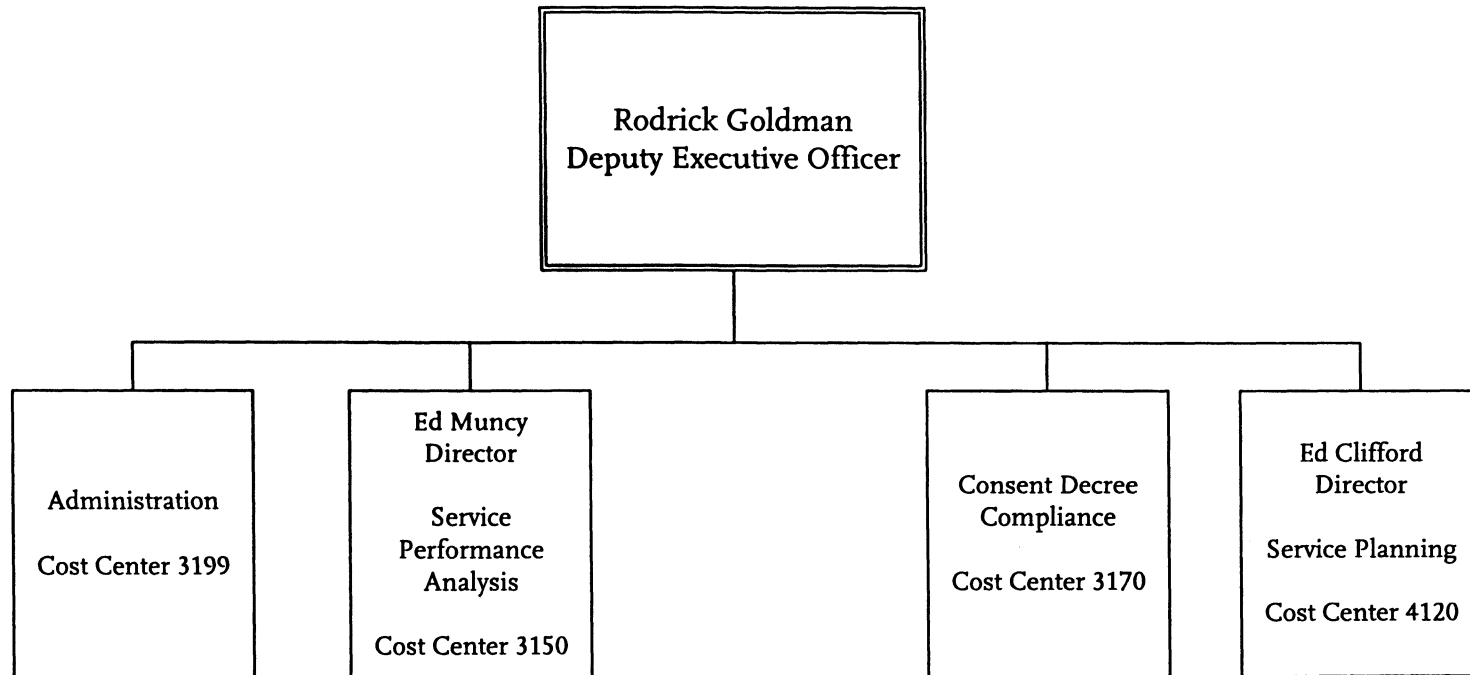 Rodrick Goldman
Deputy Executive Officer
Administration
Cost Center 3199
Ed Muncy
Director
Service
Performance
Analysis
Cost Center 3150
Consent Decree
Compliance
Cost Center 3170
Ed Clifford
Director
Service Planning
Cost Center 4120